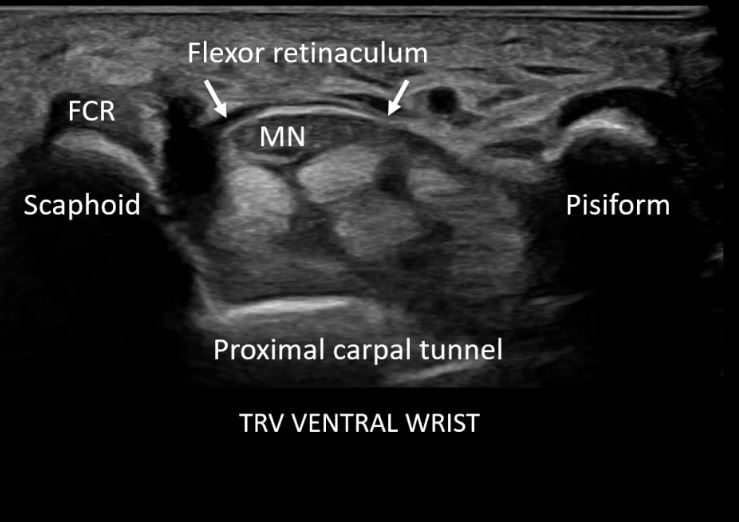 Flexor retinaculum
FCR
MN
Scaphoid
Pisiform
Proximal carpal tunnel
TRV VENTRAL WRIST